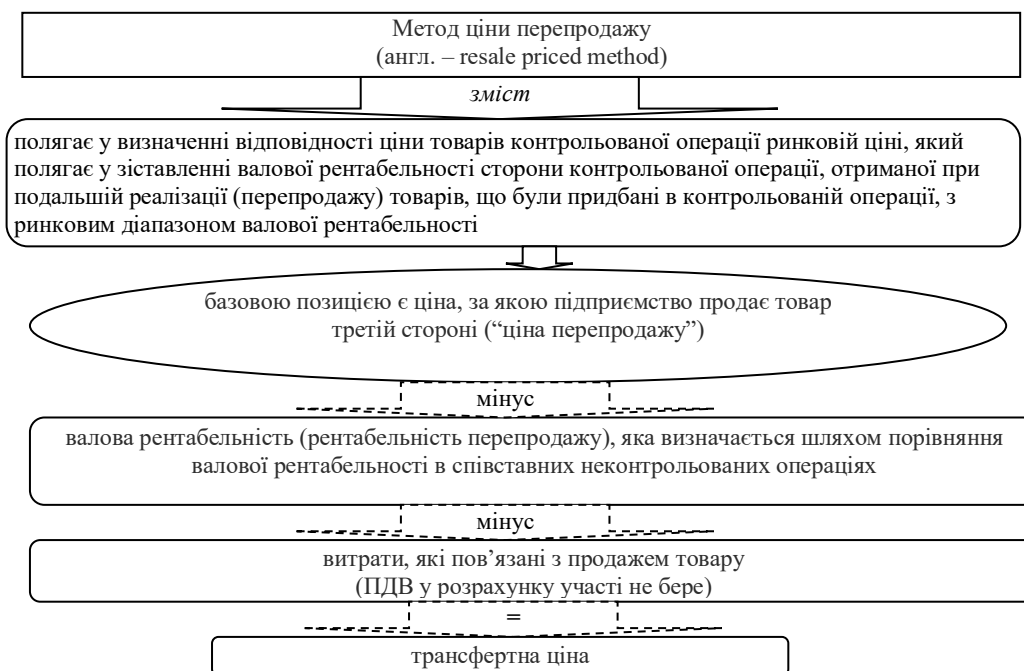 Метод ціни перепродажу
(англ. – resale priced method)
зміст
полягає у визначенні відповідності ціни товарів контрольованої операції ринковій ціні, який
полягає у зіставленні валової рентабельності сторони контрольованої операції, отриманої при
подальшій реалізації (перепродажу) товарів, що були придбані в контрольованій операції, з
ринковим діапазоном валової рентабельності
базовою позицією є ціна, за якою підприємство продає товар
третій стороні (“ціна перепродажу”)
мінус
валова рентабельність (рентабельність перепродажу), яка визначається шляхом порівняння
валової рентабельності в співставних неконтрольованих операціях
мінус
витрати, які пов’язані з продажем товару
(ПДВ у розрахунку участі не бере)
=
трансфертна ціна